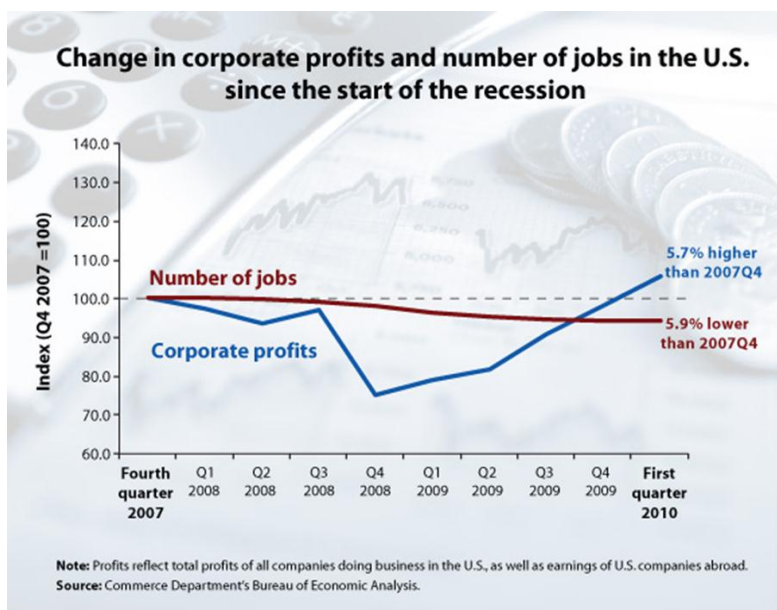 Change in corporate profits and number of jobs in the U.S.
since the start of the recession
Index (Q4 2007 =100)
140.0
130.0
120.0
110.0
100.0
90.0
80.0
70.0
60.0
Number of jobs
Corporate profits
5.7% higher
than 2007Q4
5.9% lower
than 2007Q4
Fourth
quarter
2007
Q1
2008
Q2
2008
Q3
2008
Q4
2008
Q1
2009
Q2
2009
Q3
2009
Q4
2009
First
quarter
2010
Note: Profits reflect total profits of all companies doing business in the U.S., as well as earnings of U.S. companies abroad.
Source: Commerce Department's Bureau of Economic Analysis.